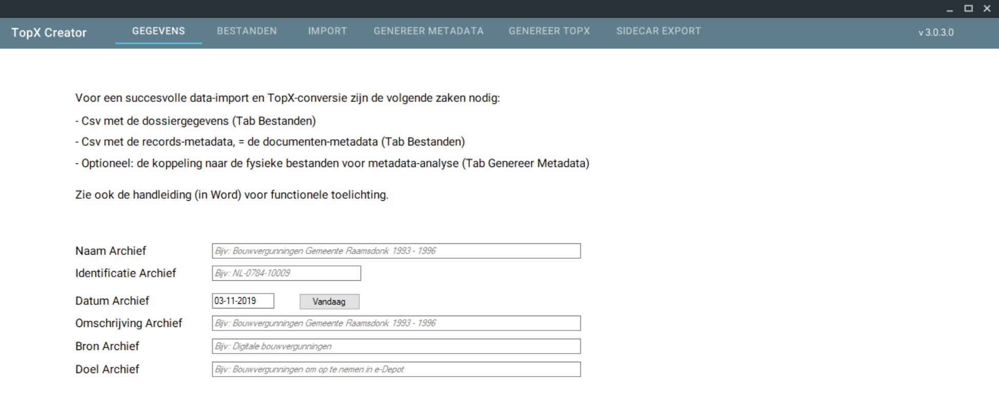 TopX Creator GEGEVENS BESTANDEN IMPORT GENEREER METADATA GENEREER TOPX SIDECAR EXPORT v 3.0.3.0
Voor een succesvolle data-import en TopX-conversie zijn de volgende zaken nodig:
- Csv met de dossiergegevens (Tab Bestanden)
- Csv met de records-metadata, = de documenten-metadata (Tab Bestanden)
- Optioneel: de koppeling naar de fysieke bestanden voor metadata-analyse (Tab Genereer Metadata)
Zie ook de handleiding (in Word) voor functionele toelichting.
Naam Archief Bijv: Bouwvergunningen Gemeente Raamsdonk 1993 - 1996
Identificatie Archief Bijv: NL-0784-10009
Datum Archief 03-11-2019 Vandaag
Omschrijving Archief Bijv: Bouwvergunningen Gemeente Raamsdonk 1993 - 1996
Bron Archief Bijv: Digitale bouwvergunningen
Doel Archief Bijv: Bouwvergunningen om op te nemen in e-Depot